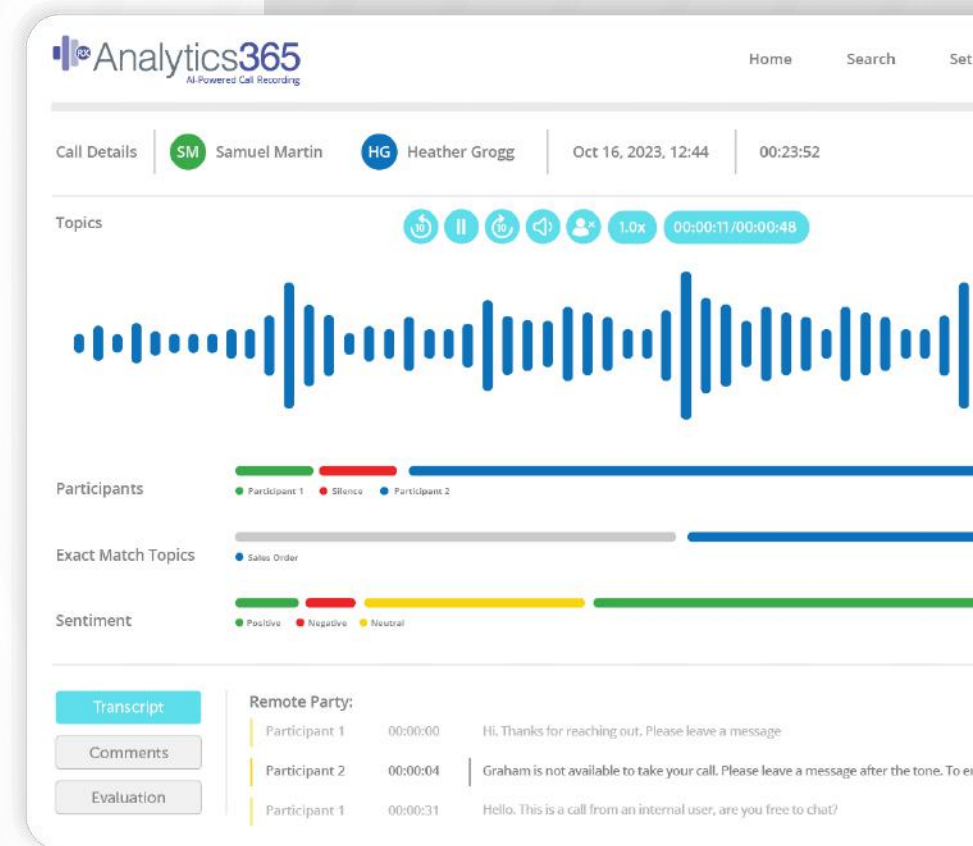 RX Analytics365
AI-Powered Call Recording
Home Search Set
Call Details SM Samuel Martin HG Heather Grogg Oct 16, 2023, 12:44 00:23:52
Topics 10 10 1.0x 00:00:11/00:00:48
Participants
Participant 1 Silence Participant 2
Exact Match Topics
Sales Order
Sentiment
Positive Negative Neutral
Transcript
Comments
Evaluation
Remote Party:
Participant 1 00:00:00 Hi. Thanks for reaching out. Please leave a message
Participant 2 00:00:04 Graham is not available to take your call. Please leave a message after the tone. To er
Participant 1 00:00:31 Hello. This is a call from an internal user, are you free to chat?